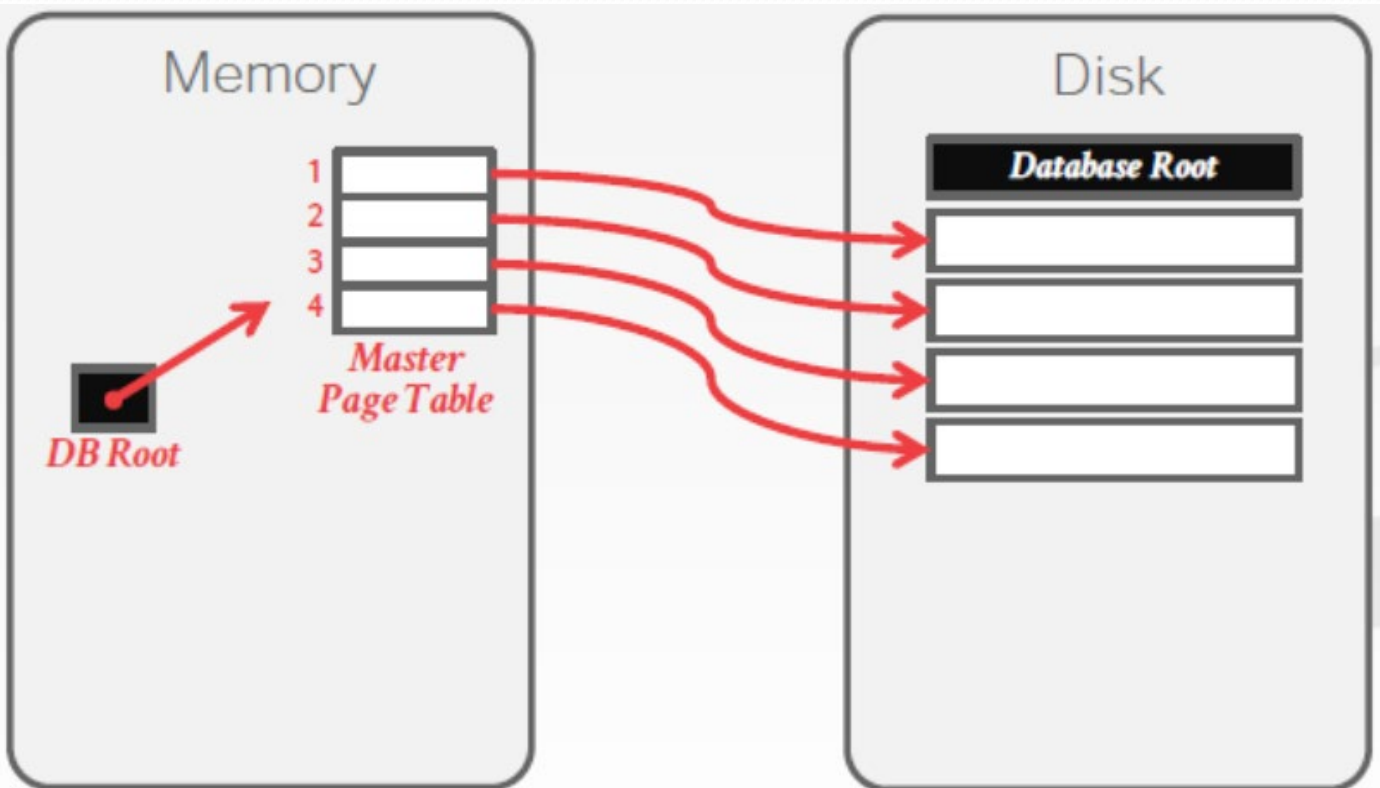 Memory
Disk
Database Root
1
2
3
4
Master
Page Table
DB Root